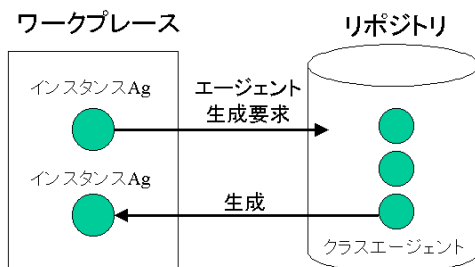 ワークプレース
リポジトリ
インスタンスAg
エージェント
生成要求
インスタンスAg
生成
クラスエージェント